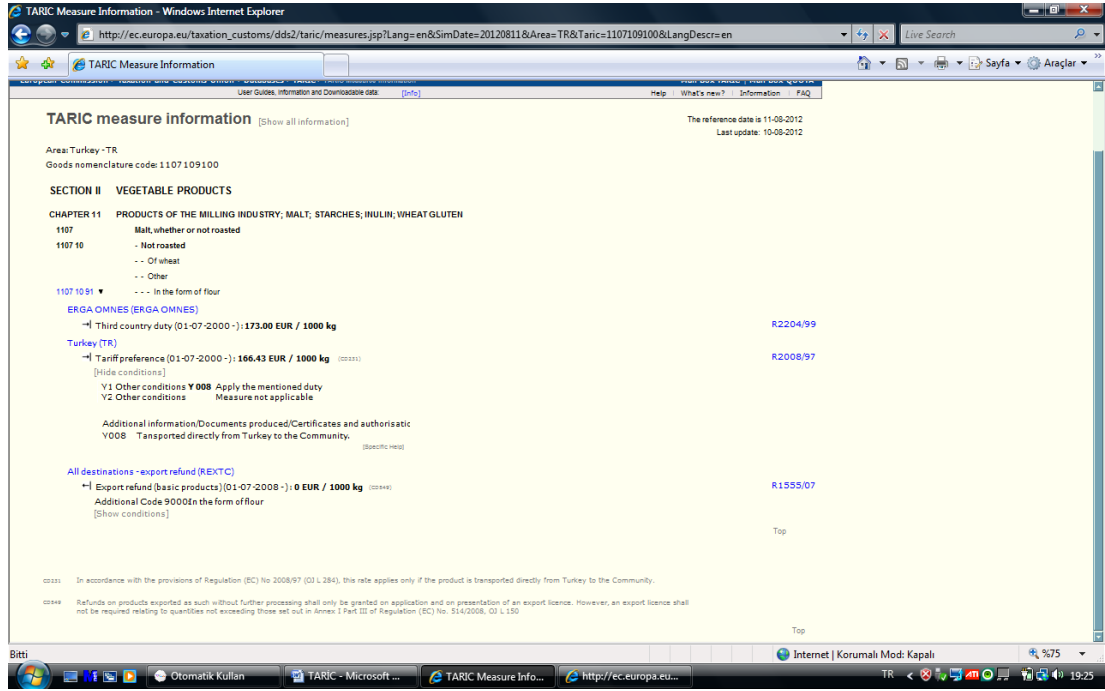 TARIC Measure Information - Windows Internet Explorer
http://ec.europa.eu/taxation_customs/dds2/taric/measures.jsp?Lang=en&SimDate=20120811&Area=TR&Taric=1107109100&LangDescr=en
Live Search
TARIC Measure Information
Sayfa
Araçlar
User Guides, Information and Downloadable data: [Info]
Help | What's new? | Information | FAQ
TARIC measure information [Show all information]
The reference date is 11-08-2012
Last update: 10-08-2012
Area: Turkey - TR
Goods nomenclature code: 1107109100
SECTION II VEGETABLE PRODUCTS
CHAPTER 11 PRODUCTS OF THE MILLING INDUSTRY; MALT; STARCHES; INULIN; WHEAT GLUTEN
1107 Malt, whether or not roasted
1107 10 - Not roasted
- - Of wheat
- - Other
1107 10 91 ▼ - - - In the form of flour
ERGA OMNES (ERGA OMNES)
Third country duty (01-07-2000 -) : 173.00 EUR / 1000 kg R2204/99
Turkey (TR)
Tariff preference (01-07-2000 -) : 166.43 EUR / 1000 kg (CD231) R2008/97
[Hide conditions]
Y1 Other conditions Y 008 Apply the mentioned duty
Y2 Other conditions Measure not applicable
Additional information/Documents produced/Certificates and authorisatic
Y008 Tansported directly from Turkey to the Community.
[Specific Help]
All destinations - export refund (REXTC)
Export refund (basic products) (01-07-2008 -) : 0 EUR / 1000 kg R1555/07
Additional Code 9000: In the form of flour
[Show conditions]
Top
CD231 In accordance with the provisions of Regulation (EC) No 2008/97 (OJ L 284), this rate applies only if the product is transported directly from Turkey to the Community.
Refunds on products exported as such without further processing shall only be granted on application and on presentation of an export licence. However, an export licence shall
not be required relating to quantities not exceeding those set out in Annex I Part III of Regulation (EC) No. 514/2008, OJ L 150
Top
Bitti
Internet | Korumalı Mod: Kapalı
%75
Otomatik Kullan
TARIC - Microsoft ...
TARIC Measure Info...
http://ec.europa.eu...
TR
19:25